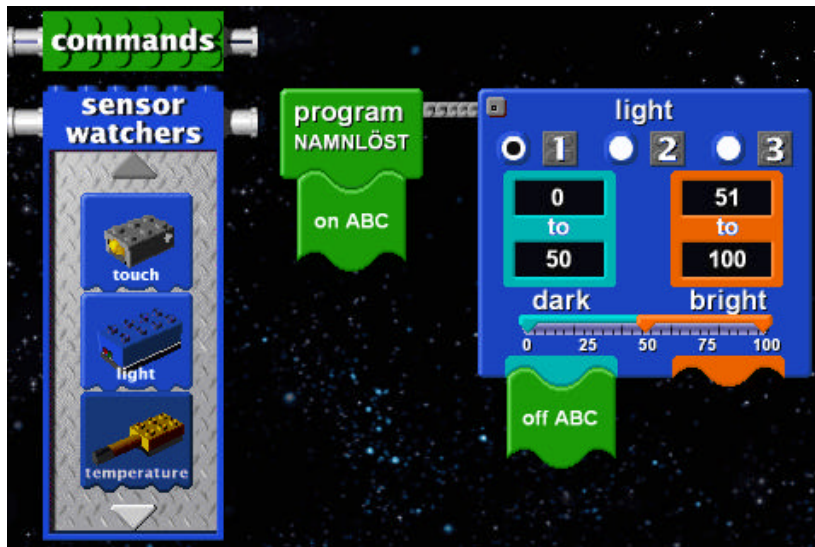 commands
sensor
watchers
touch
light
temperature
program
NAMNLÖST
on ABC
light
1 2 3
0 51
to to
50 100
dark bright
0 25 50 75 100
off ABC